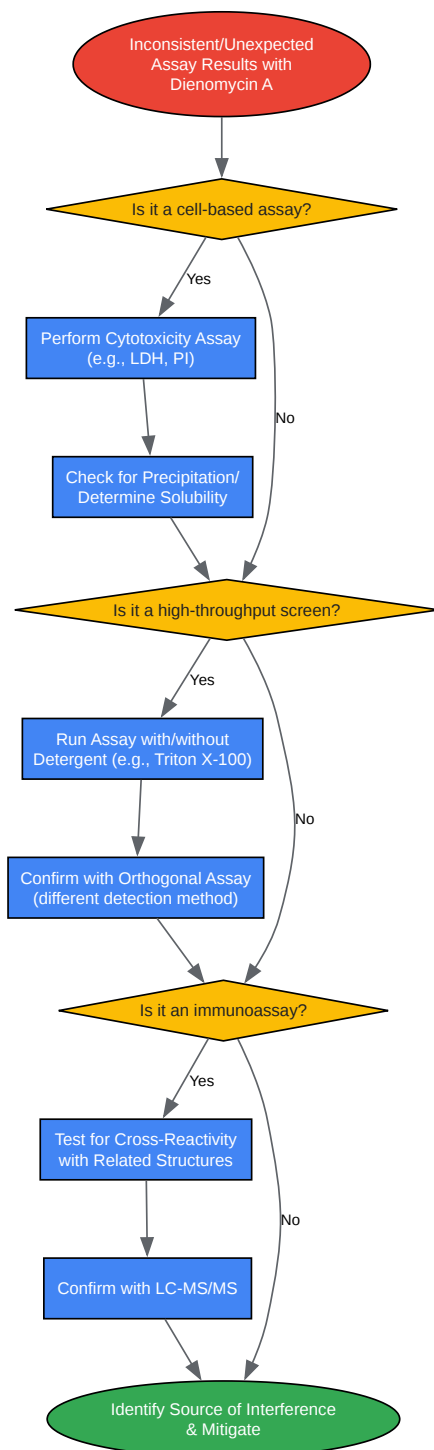 Inconsistent/Unexpected
Assay Results with
Dienomycin A
Is it a cell-based assay?
Yes
Perform Cytotoxicity Assay
(e.g., LDH, PI)
No
Check for Precipitation/
Determine Solubility
Is it a high-throughput screen?
Yes
Run Assay with/without
Detergent (e.g., Triton X-100)
No
Confirm with Orthogonal Assay
(different detection method)
Is it an immunoassay?
Yes
Test for Cross-Reactivity
with Related Structures
No
Confirm with LC-MS/MS
Identify Source of Interference
& Mitigate